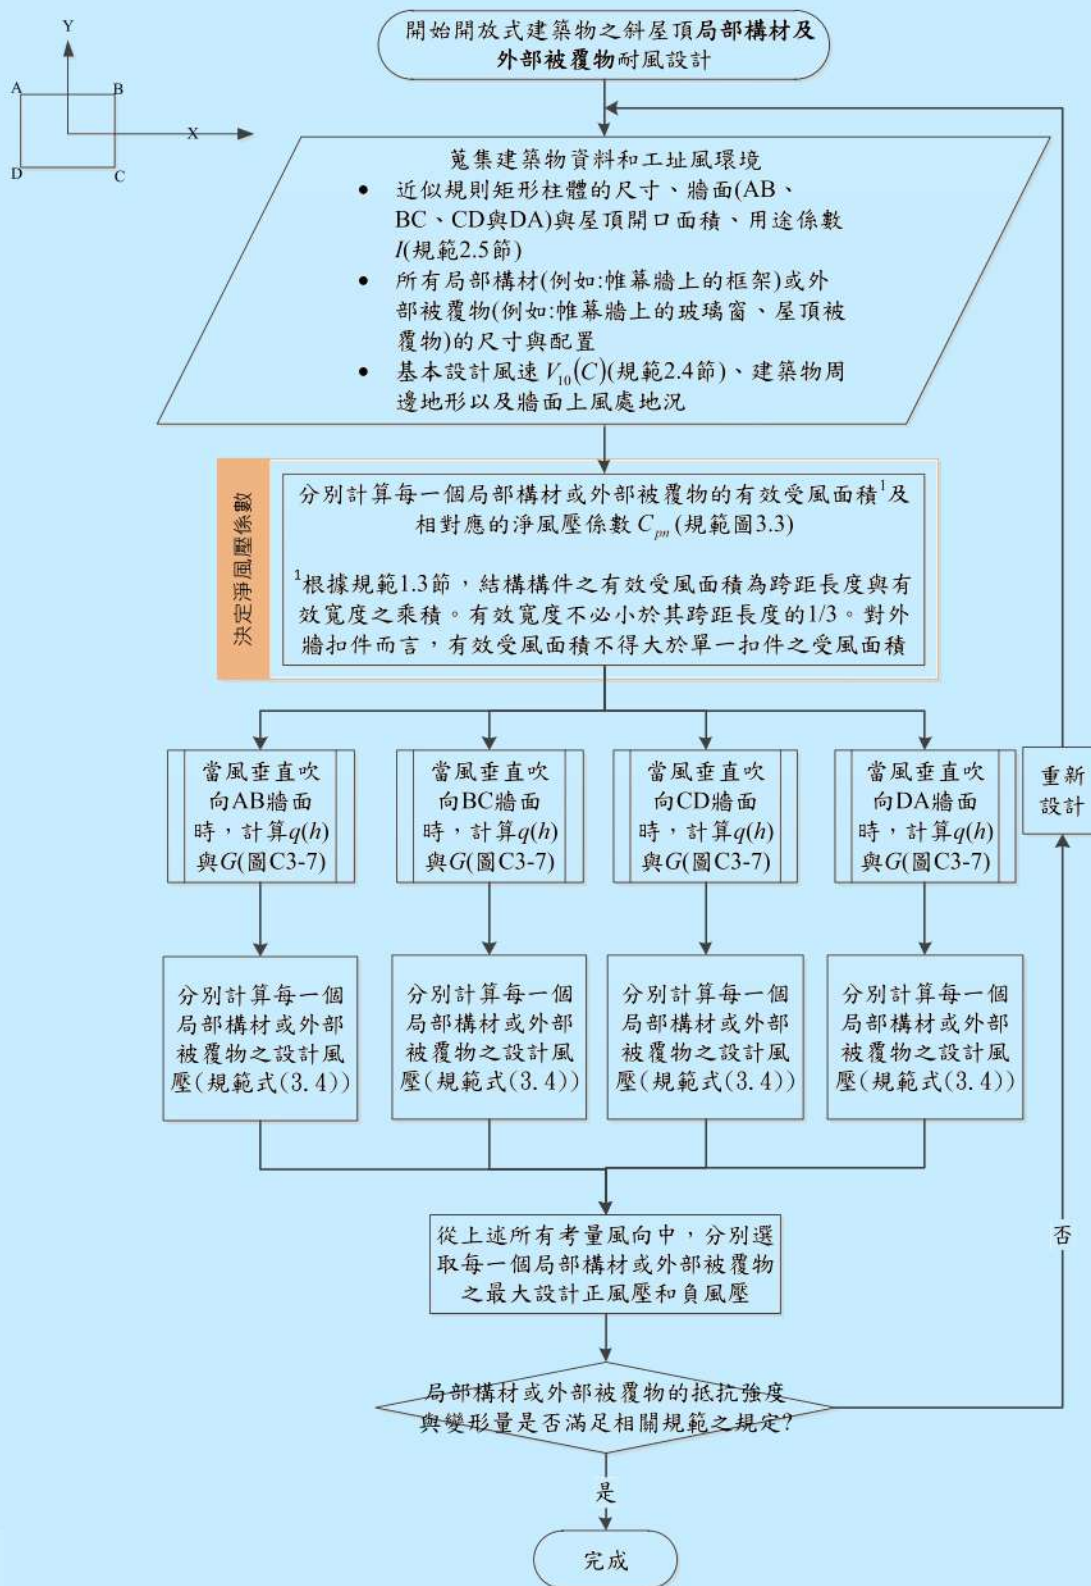 Y
A
B
X
D
C
開始開放式建築物之斜屋頂局部構材及
外部被覆物耐風設計
蒐集建築物資料和工址風環境
• 近似規則矩形柱體的尺寸、牆面(AB、
BC、CD與DA)與屋頂開口面積、用途係數
I(規範2.5節)
• 所有局部構材(例如:帷幕牆上的框架)或外
部被覆物(例如:帷幕牆上的玻璃窗、屋頂被
覆物)的尺寸與配置
• 基本設計風速 V₁₀(C)(規範2.4節)、建築物周
邊地形以及牆面上風處地況
決定淨風壓係數
分別計算每一個局部構材或外部被覆物的有效受風面積¹及
相對應的淨風壓係數 Cpn (規範圖3.3)
¹根據規範1.3節,結構構件之有效受風面積為跨距長度與有
效寬度之乘積。有效寬度不必小於其跨距長度的1/3。對外
牆扣件而言,有效受風面積不得大於單一扣件之受風面積
當風垂直吹
向AB牆面
時,計算q(h)
與G(圖C3-7)
當風垂直吹
向BC牆面
時,計算q(h)
與G(圖C3-7)
當風垂直吹
向CD牆面
時,計算q(h)
與G(圖C3-7)
當風垂直吹
向DA牆面
時,計算q(h)
與G(圖C3-7)
重新
設計
分別計算每一個
局部構材或外部
被覆物之設計風
壓(規範式(3.4))
分別計算每一個
局部構材或外部
被覆物之設計風
壓(規範式(3.4))
分別計算每一個
局部構材或外部
被覆物之設計風
壓(規範式(3.4))
分別計算每一個
局部構材或外部
被覆物之設計風
壓(規範式(3.4))
從上述所有考量風向中,分別選
取每一個局部構材或外部被覆物
之最大設計正風壓和負風壓
否
局部構材或外部被覆物的抵抗強度
與變形量是否滿足相關規範之規定?
是
完成